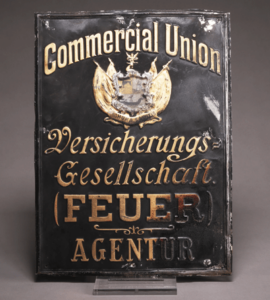 Commercial Union
Versicherungs-
Gesellschaft.
(FEUER)
AGENTUR